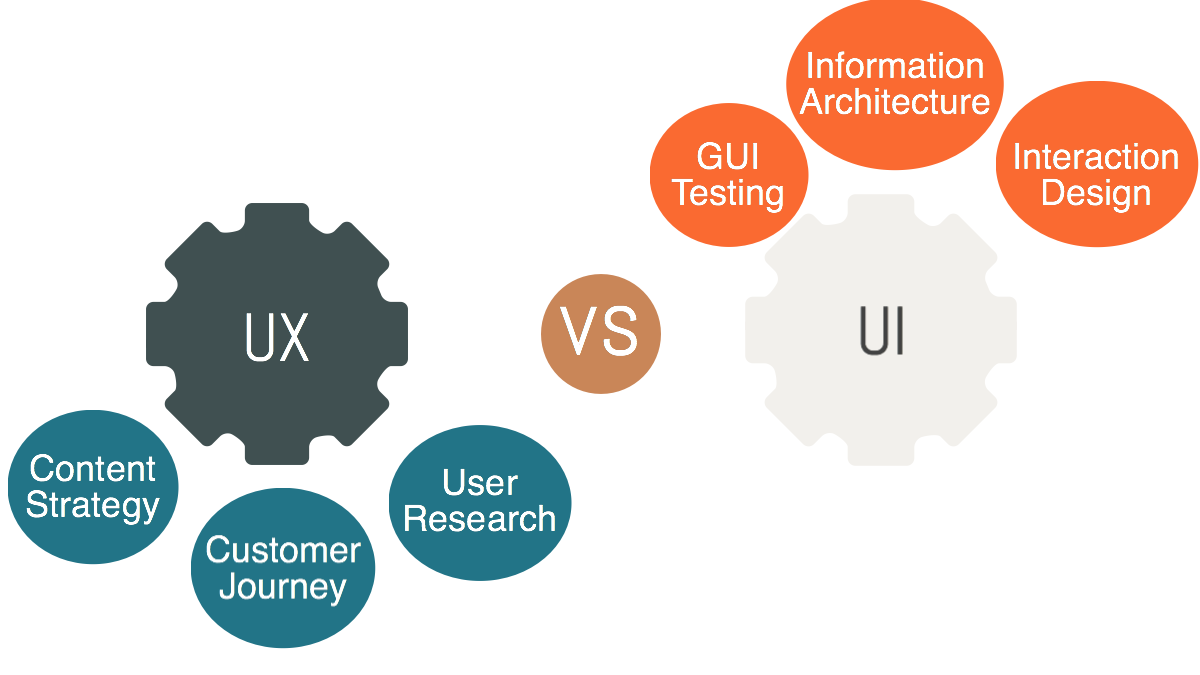 UX
Content
Strategy
Customer
Journey
User
Research
VS
GUI
Testing
Information
Architecture
Interaction
Design
UI